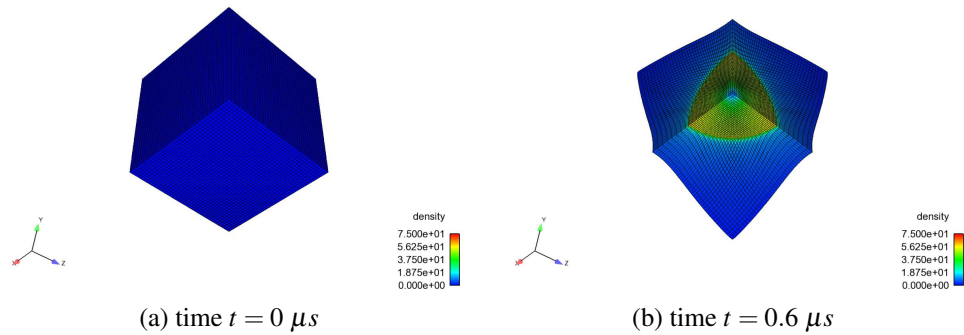 Y
X
Z
density
7.500e+01
5.625e+01
3.750e+01
1.875e+01
0.000e+00
(a) time t = 0 μs
Y
X
Z
density
7.500e+01
5.625e+01
3.750e+01
1.875e+01
0.000e+00
(b) time t = 0.6 μs